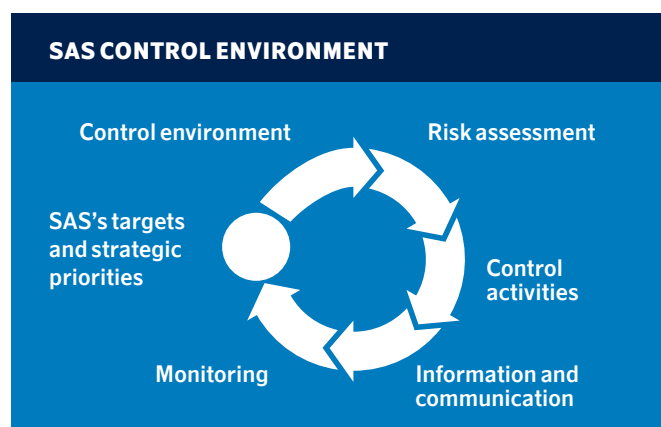 SAS CONTROL ENVIRONMENT
Control environment
Risk assessment
SAS's targets
and strategic
priorities
Control
activities
Monitoring
Information and
communication